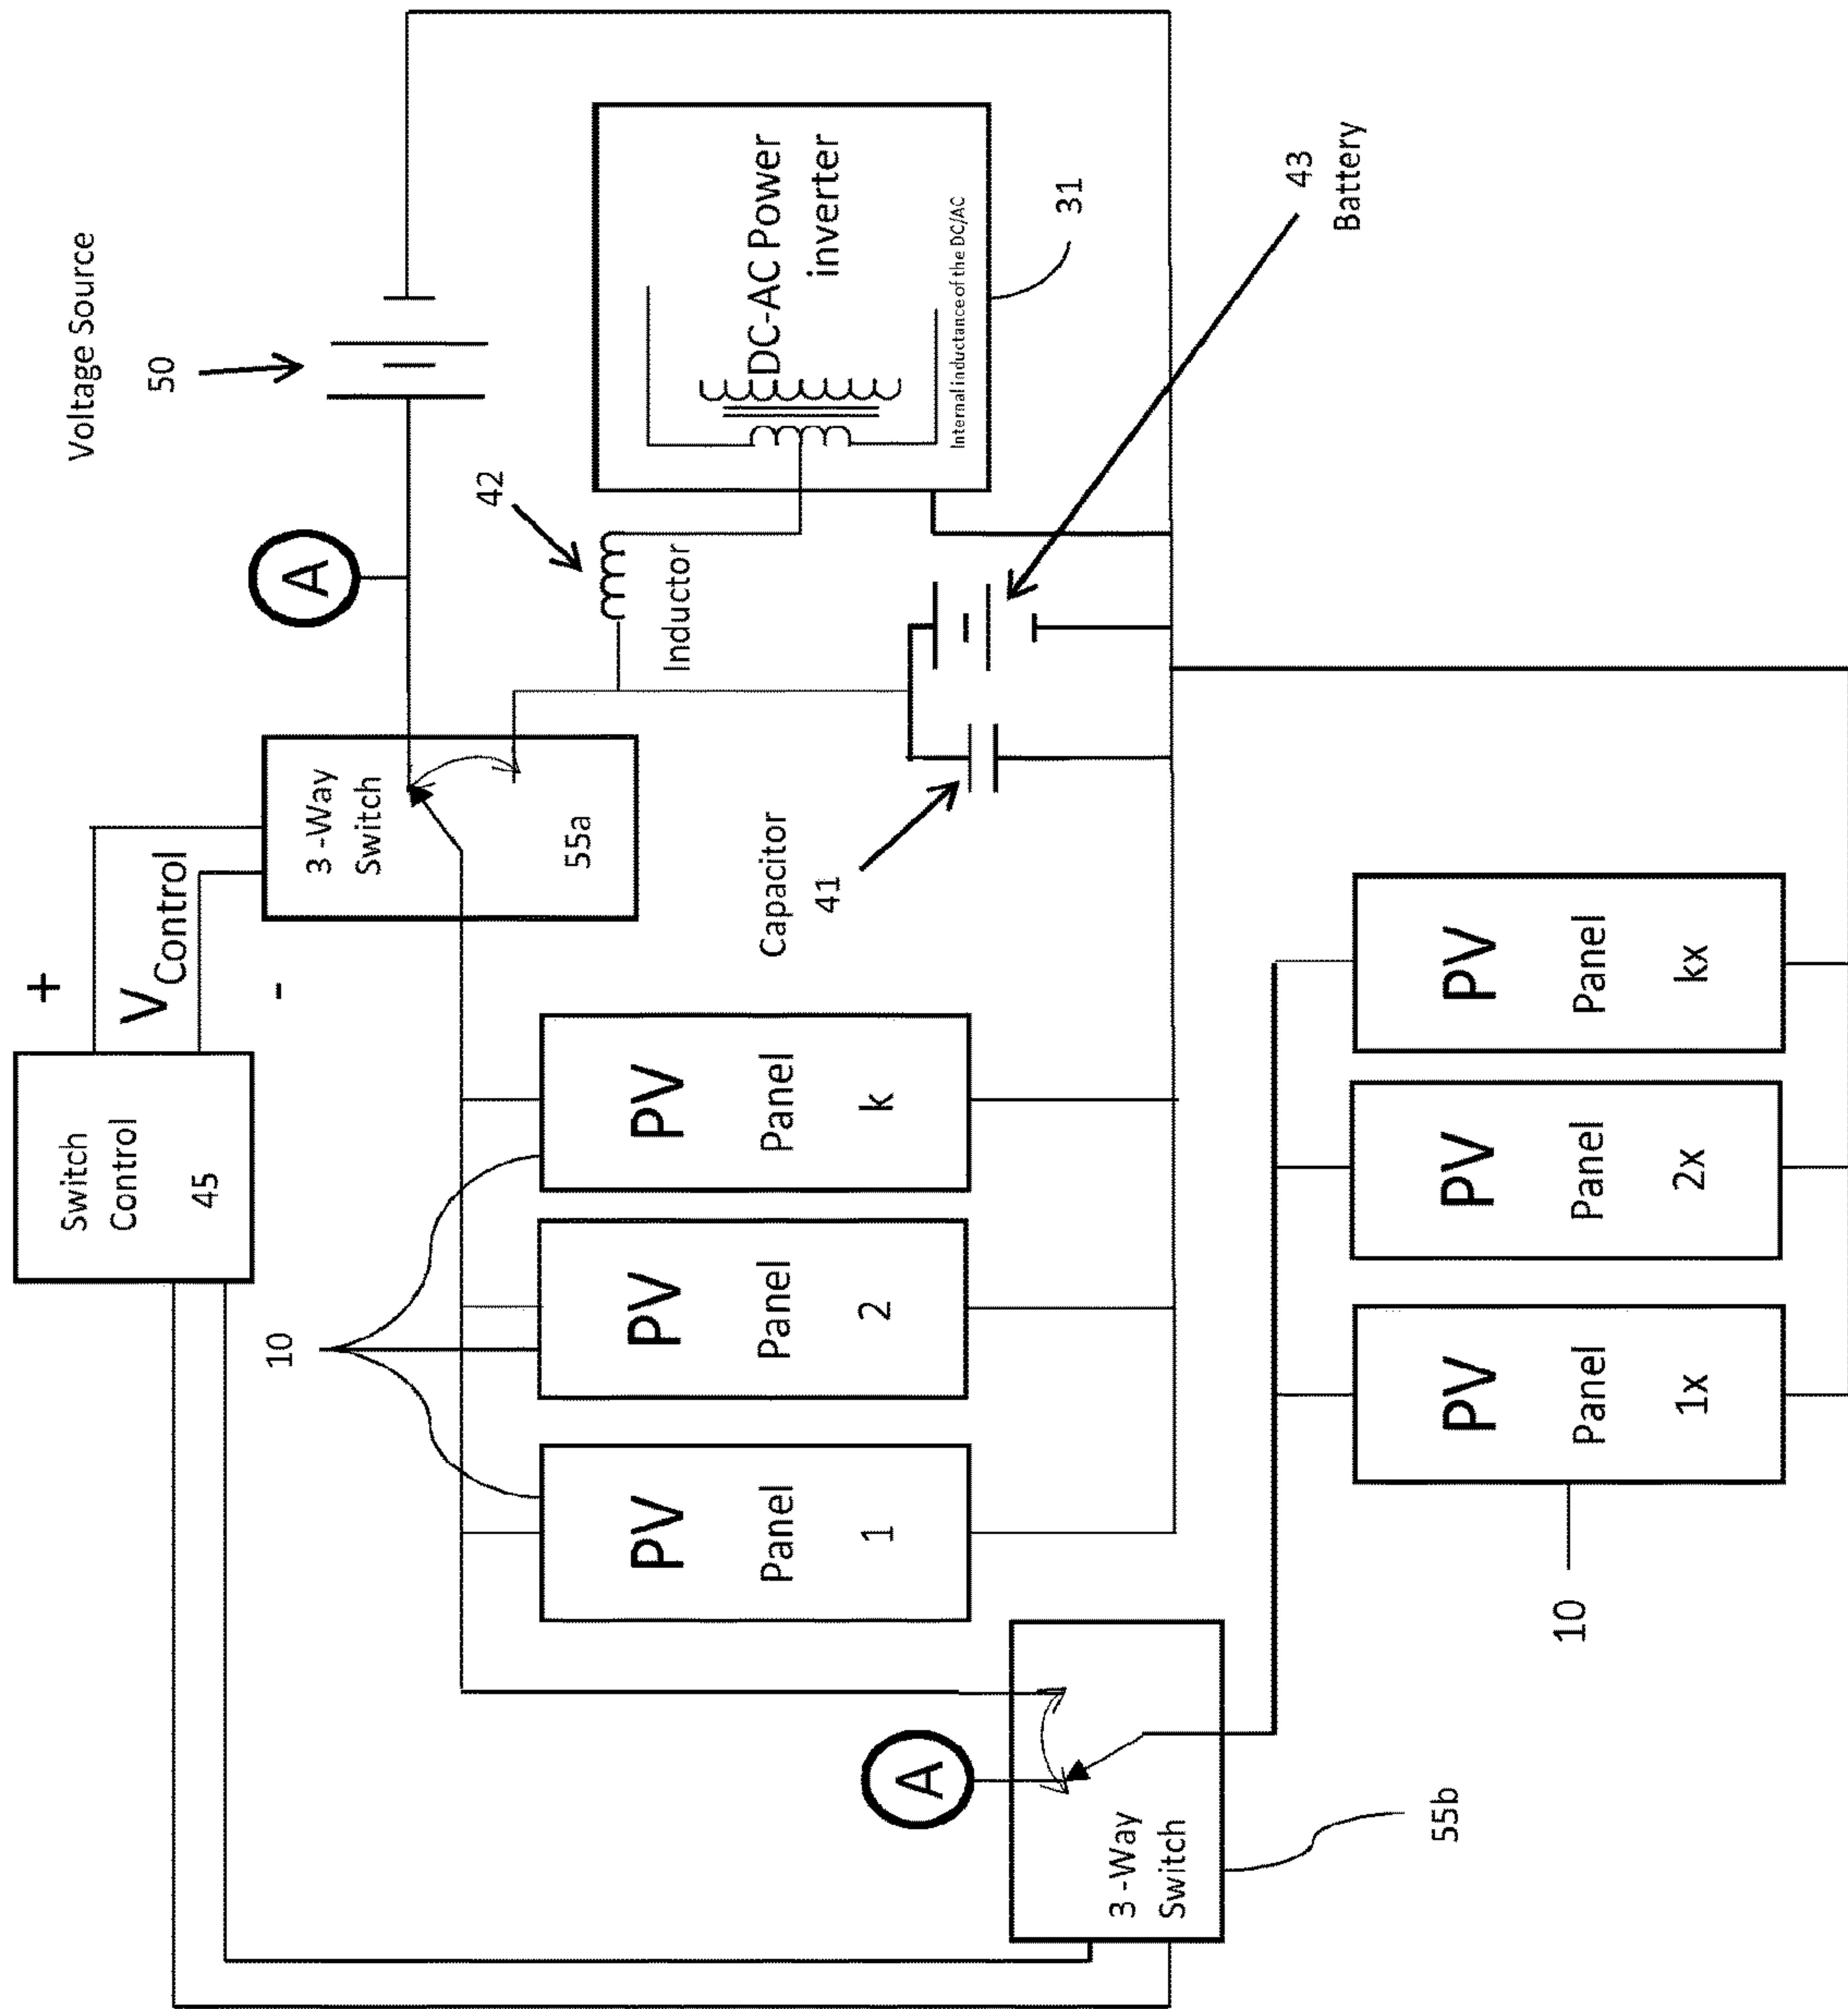 Voltage Source
50
A
+
V Control
-
Switch
Control
45
3 -Way
Switch
55a
42
Inductor
DC-AC Power
inverter
Internal inductance of the DC/AC
31
43
Battery
Capacitor
41
10
PV
Panel
1
PV
Panel
2
PV
Panel
k
A
3 -Way
Switch
55b
10
PV
Panel
1x
PV
Panel
2x
PV
Panel
kx